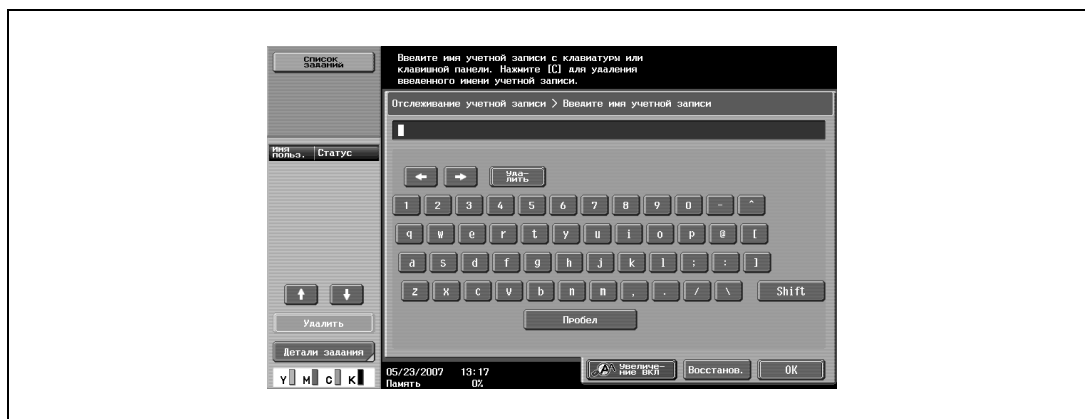 Список
заданий
Введите имя учетной записи с клавиатуры или
клавишной панели. Нажмите [C] для удаления
введенного имени учетной записи.
Отслеживание учетной записи > Введите имя учетной записи
Имя
польз. Статус
← → Уда-
лить
1 2 3 4 5 6 7 8 9 0 - ^
q w e r t y u i o p @ [
a s d f g h j k l ; : ]
z x c v b n m , . / \ Shift
Пробел
↑ ↓
Удалить
Детали задания
Y M C K
05/23/2007 13:17
Память 0%
Увеличе-
ние ВКЛ
Восстанов.
OK